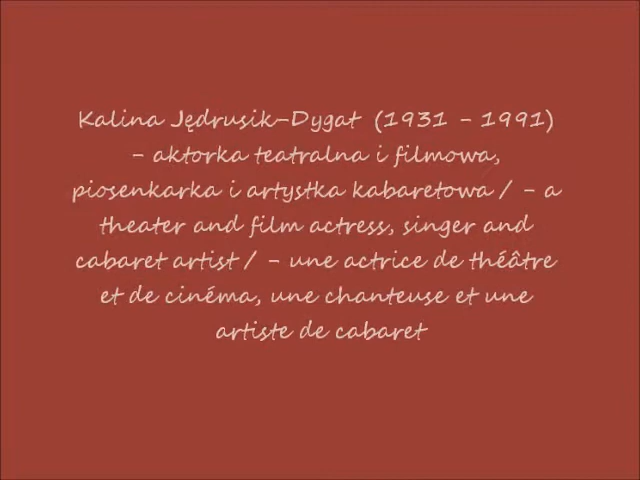 Kalina Jędrusik-Dygat (1931 - 1991)
- aktorka teatralna i filmowa,
piosenkarka i artystka kabaretowa / - a
theater and film actress, singer and
cabaret artist / - une actrice de théâtre
et de cinéma, une chanteuse et une
artiste de cabaret